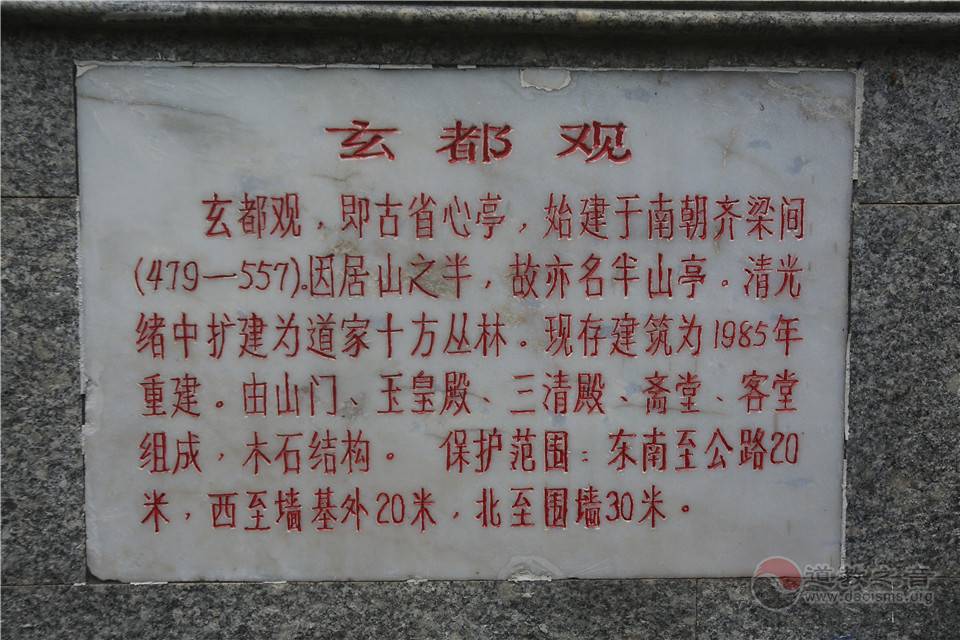 玄都观
玄都观，即古省心亭，始建于南朝齐梁间
(479—557).因居山之半，故亦名半山亭。清光
绪中扩建为道家十方丛林。现存建筑为1985年
重建。由山门、玉皇殿、三清殿、斋堂、客堂
组成，木石结构。 保护范围：东南至公路20
米，西至墙基外20米，北至围墙30米。
道教之音
www.daoisms.org